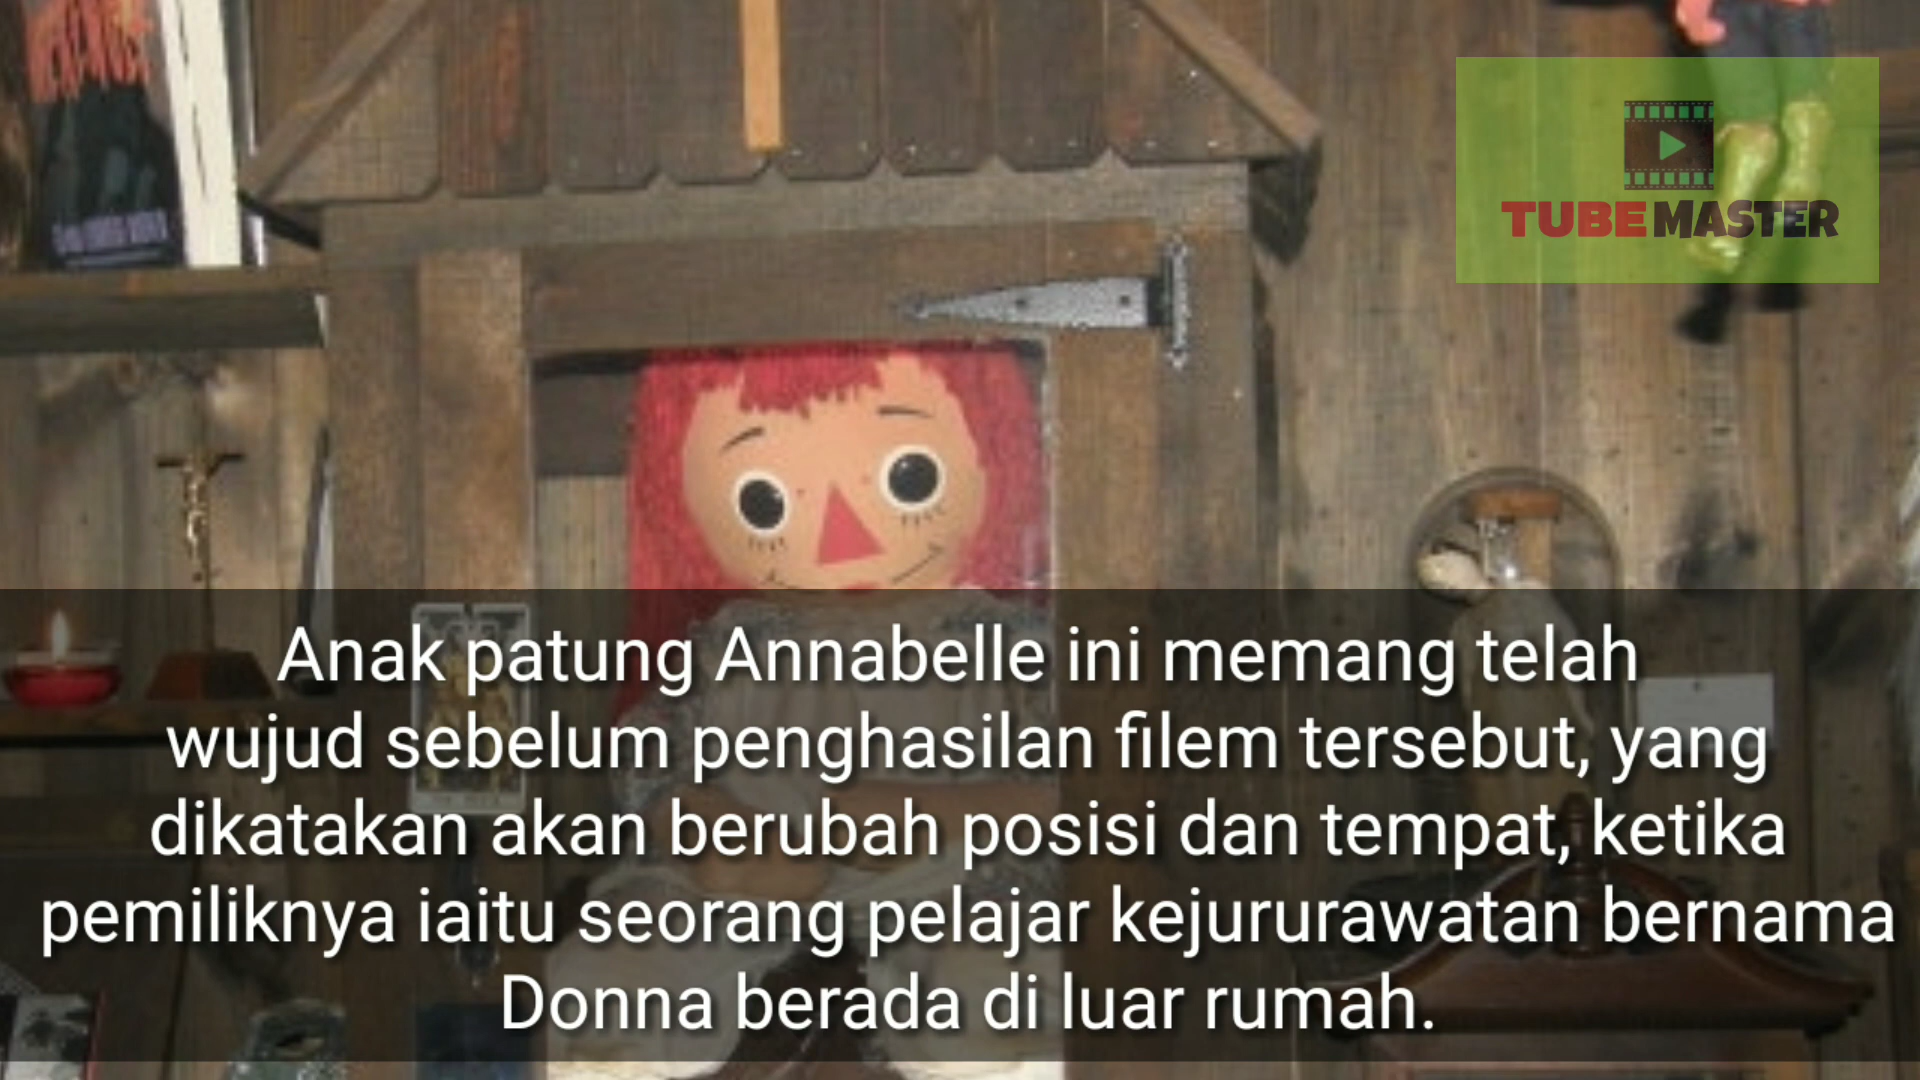 TUBEMASTER
Anak patung Annabelle ini memang telah
wujud sebelum penghasilan filem tersebut, yang
dikatakan akan berubah posisi dan tempat, ketika
pemiliknya iaitu seorang pelajar kejururawatan bernama
Donna berada di luar rumah.